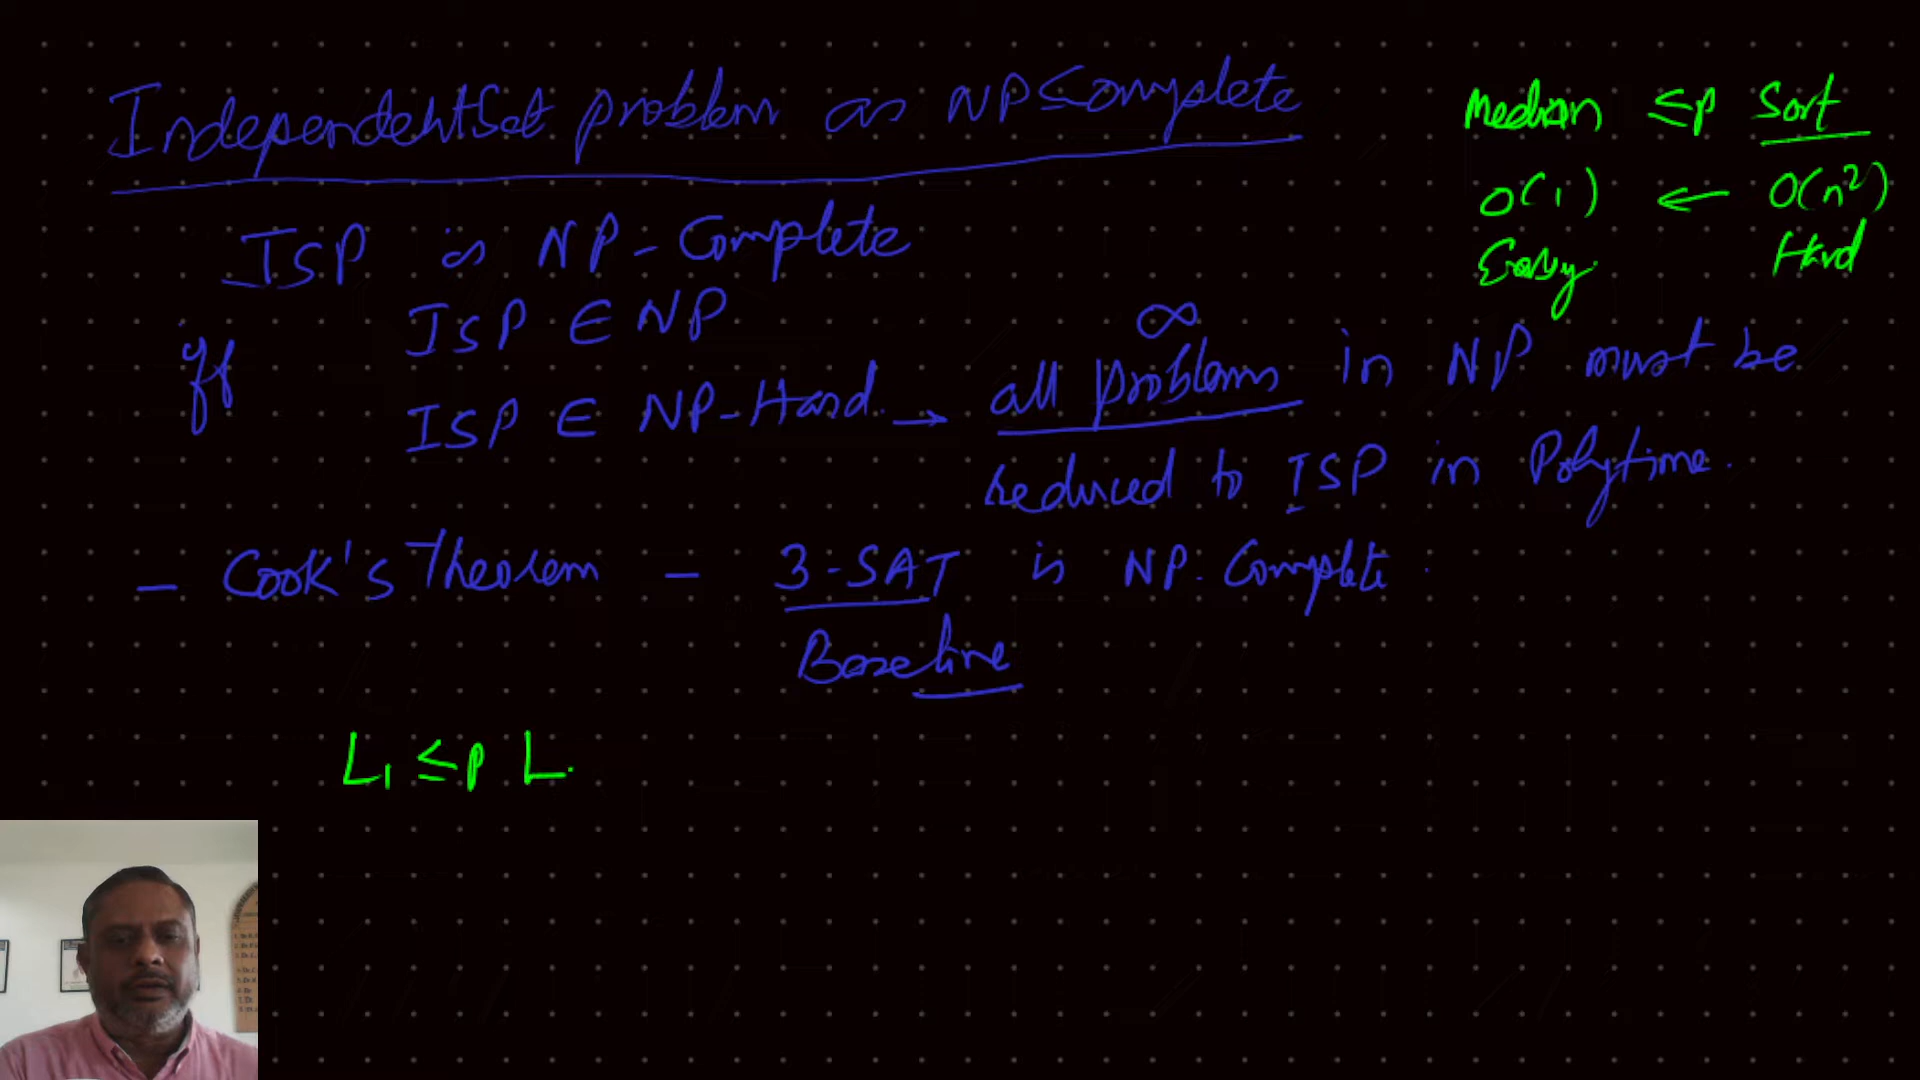 Independent Set problem as NP-Complete
Median ≤p Sort
O(1) ← O(n²)
Easy Hard
ISP is NP-Complete
iff ISP ∈ NP
ISP ∈ NP-Hard. → all problems in NP must be
∞
reduced to ISP in Polytime.
- Cook's Theorem - 3-SAT is NP-Complete.
Baseline
L₁ ≤p L.